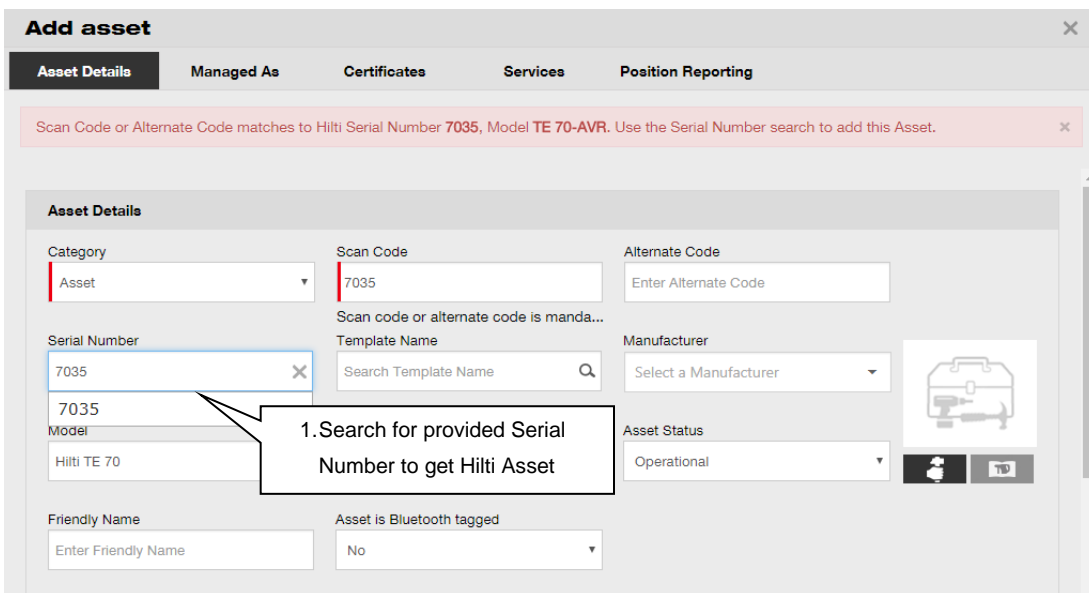 Add asset
Asset Details Managed As Certificates Services Position Reporting
Scan Code or Alternate Code matches to Hilti Serial Number 7035, Model TE 70-AVR. Use the Serial Number search to add this Asset.
Asset Details
Category Scan Code Alternate Code
Asset 7035 Enter Alternate Code
Scan code or alternate code is manda...
Serial Number Template Name Manufacturer
7035 Search Template Name Select a Manufacturer
7035
1.Search for provided Serial
Number to get Hilti Asset
Model Asset Status
Hilti TE 70 Operational
Friendly Name Asset is Bluetooth tagged
Enter Friendly Name No